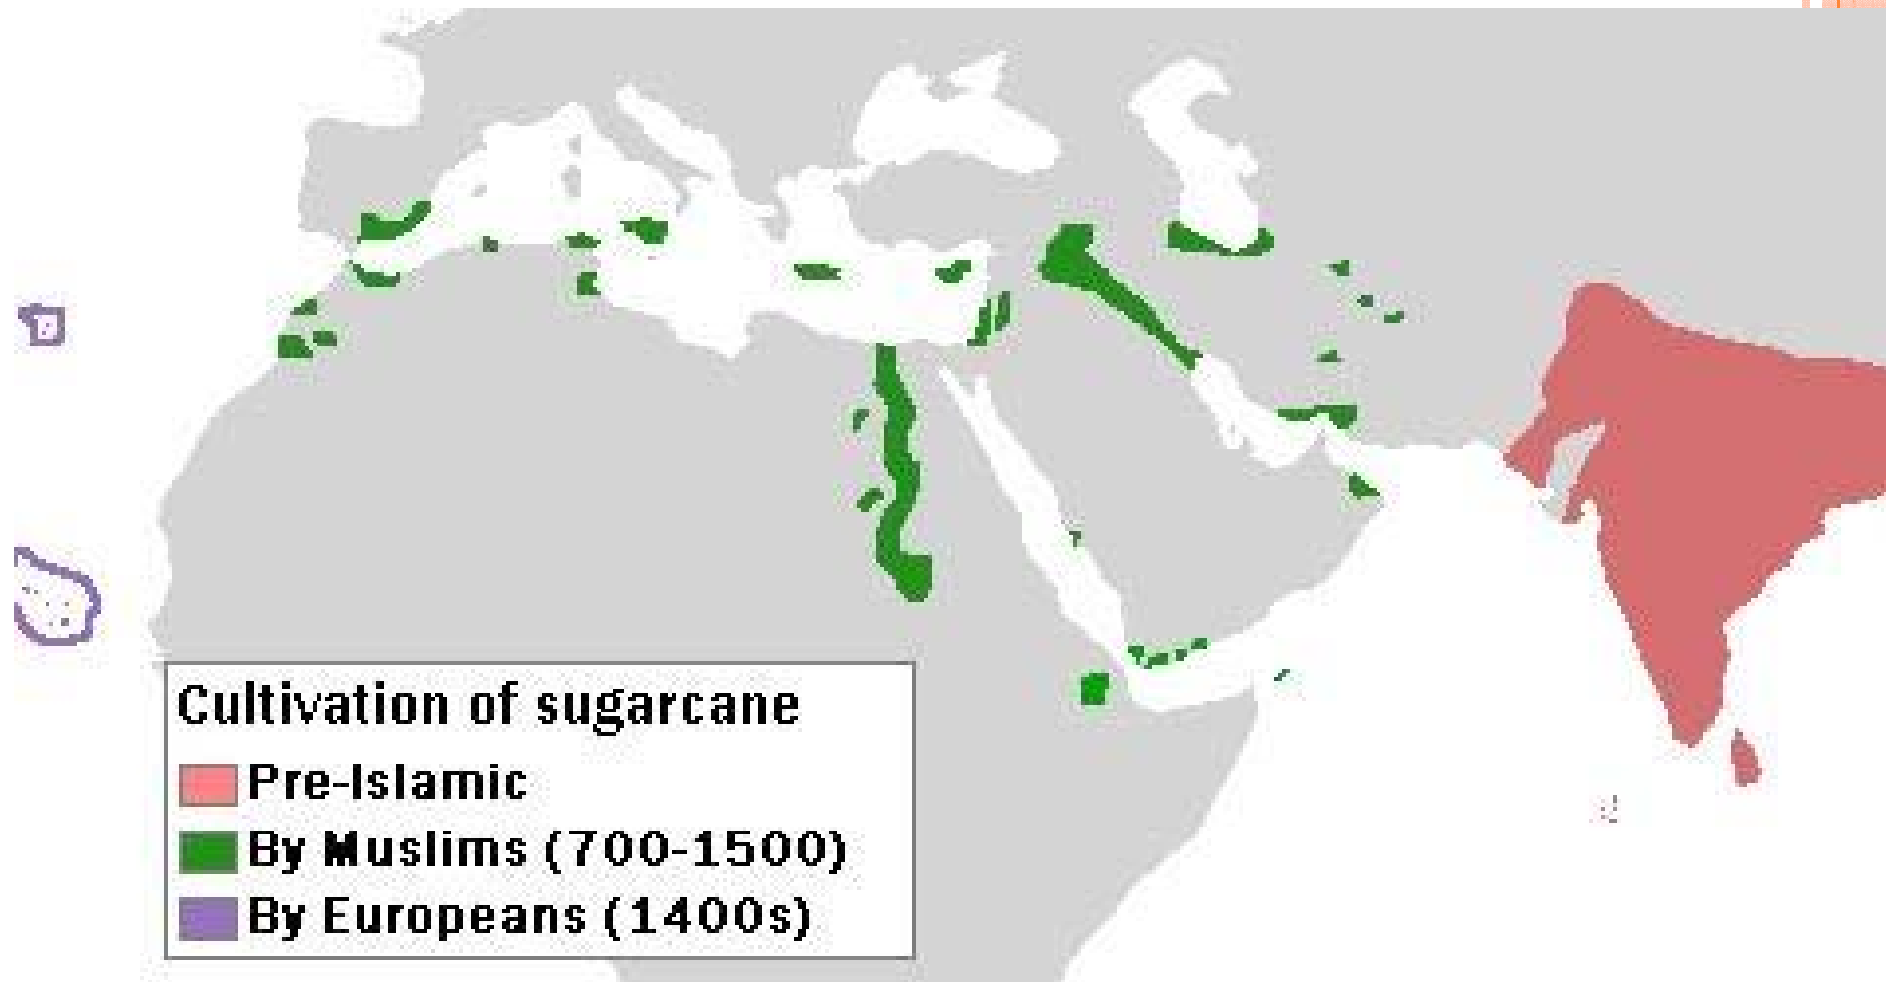 Cultivation of sugarcane
Pre-Islamic
By Muslims (700-1500)
By Europeans (1400s)